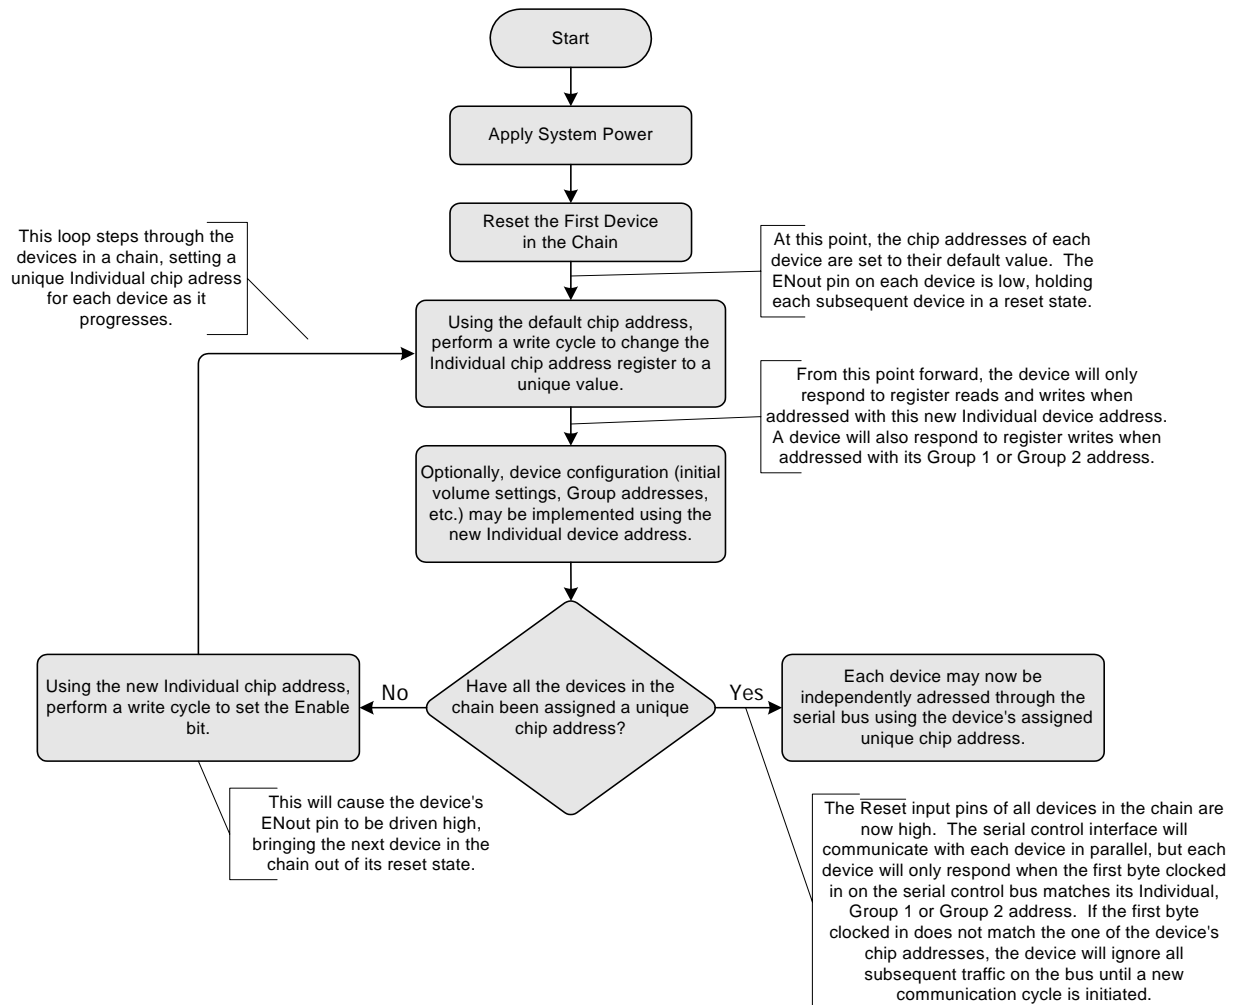 Start
Apply System Power
Reset the First Device
in the Chain
This loop steps through the
devices in a chain, setting a
unique Individual chip adress
for each device as it
progresses.
At this point, the chip addresses of each
device are set to their default value.  The
ENout pin on each device is low, holding
each subsequent device in a reset state.
Using the default chip address,
perform a write cycle to change the
Individual chip address register to a
unique value.
From this point forward, the device will only
respond to register reads and writes when
addressed with this new Individual device address.
A device will also respond to register writes when
addressed with its Group 1 or Group 2 address.
Optionally, device configuration (initial
volume settings, Group addresses,
etc.) may be implemented using the
new Individual device address.
Using the new Individual chip address,
perform a write cycle to set the Enable
bit.
No
Have all the devices in the
chain been assigned a unique
chip address?
Yes
Each device may now be
independently adressed through the
serial bus using the device's assigned
unique chip address.
This will cause the device's
ENout pin to be driven high,
bringing the next device in the
chain out of its reset state.
The Reset input pins of all devices in the chain are
now high.  The serial control interface will
communicate with each device in parallel, but each
device will only respond when the first byte clocked
in on the serial control bus matches its Individual,
Group 1 or Group 2 address.  If the first byte
clocked in does not match the one of the device's
chip addresses, the device will ignore all
subsequent traffic on the bus until a new
communication cycle is initiated.